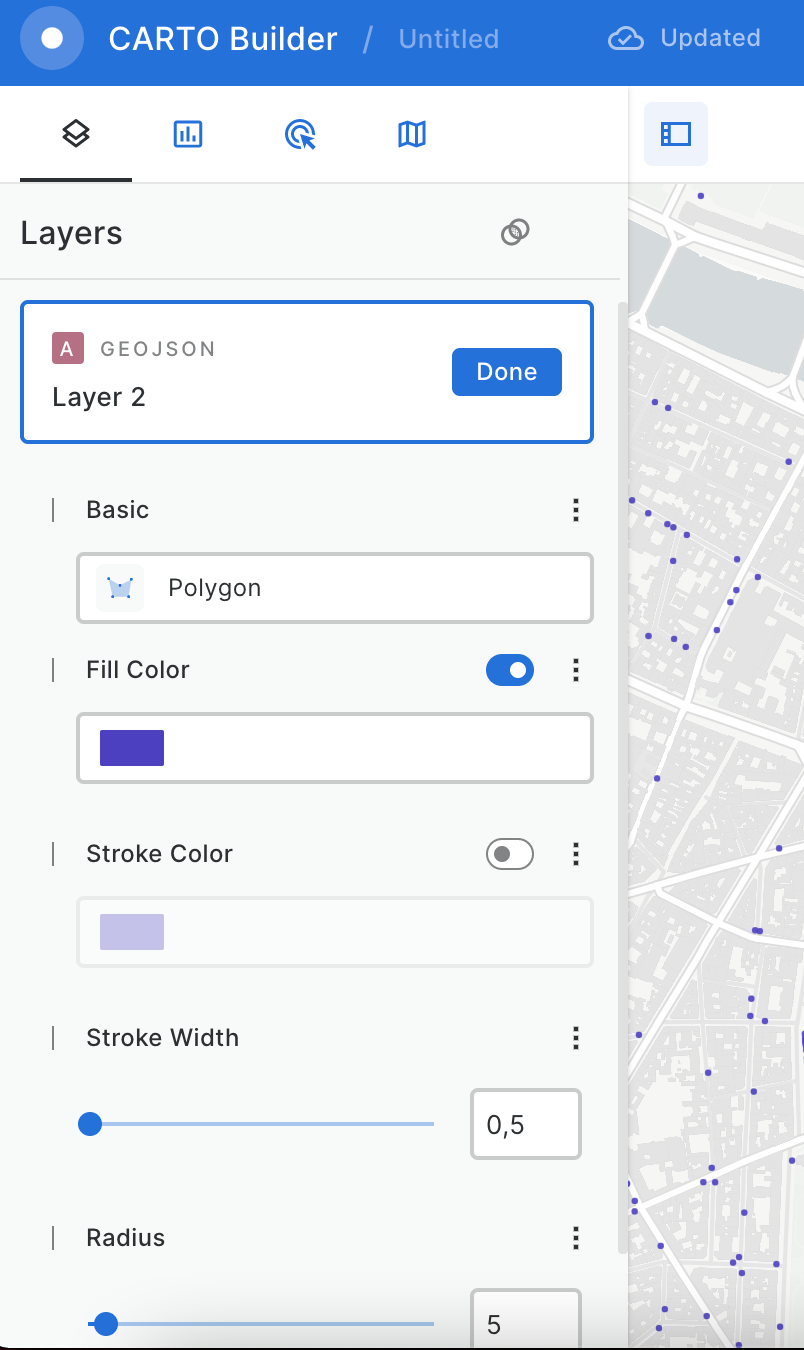 CARTO Builder / Untitled Updated
Layers
A GEOJSON
Layer 2
Done
Basic
Polygon
Fill Color
Stroke Color
Stroke Width
0,5
Radius
5